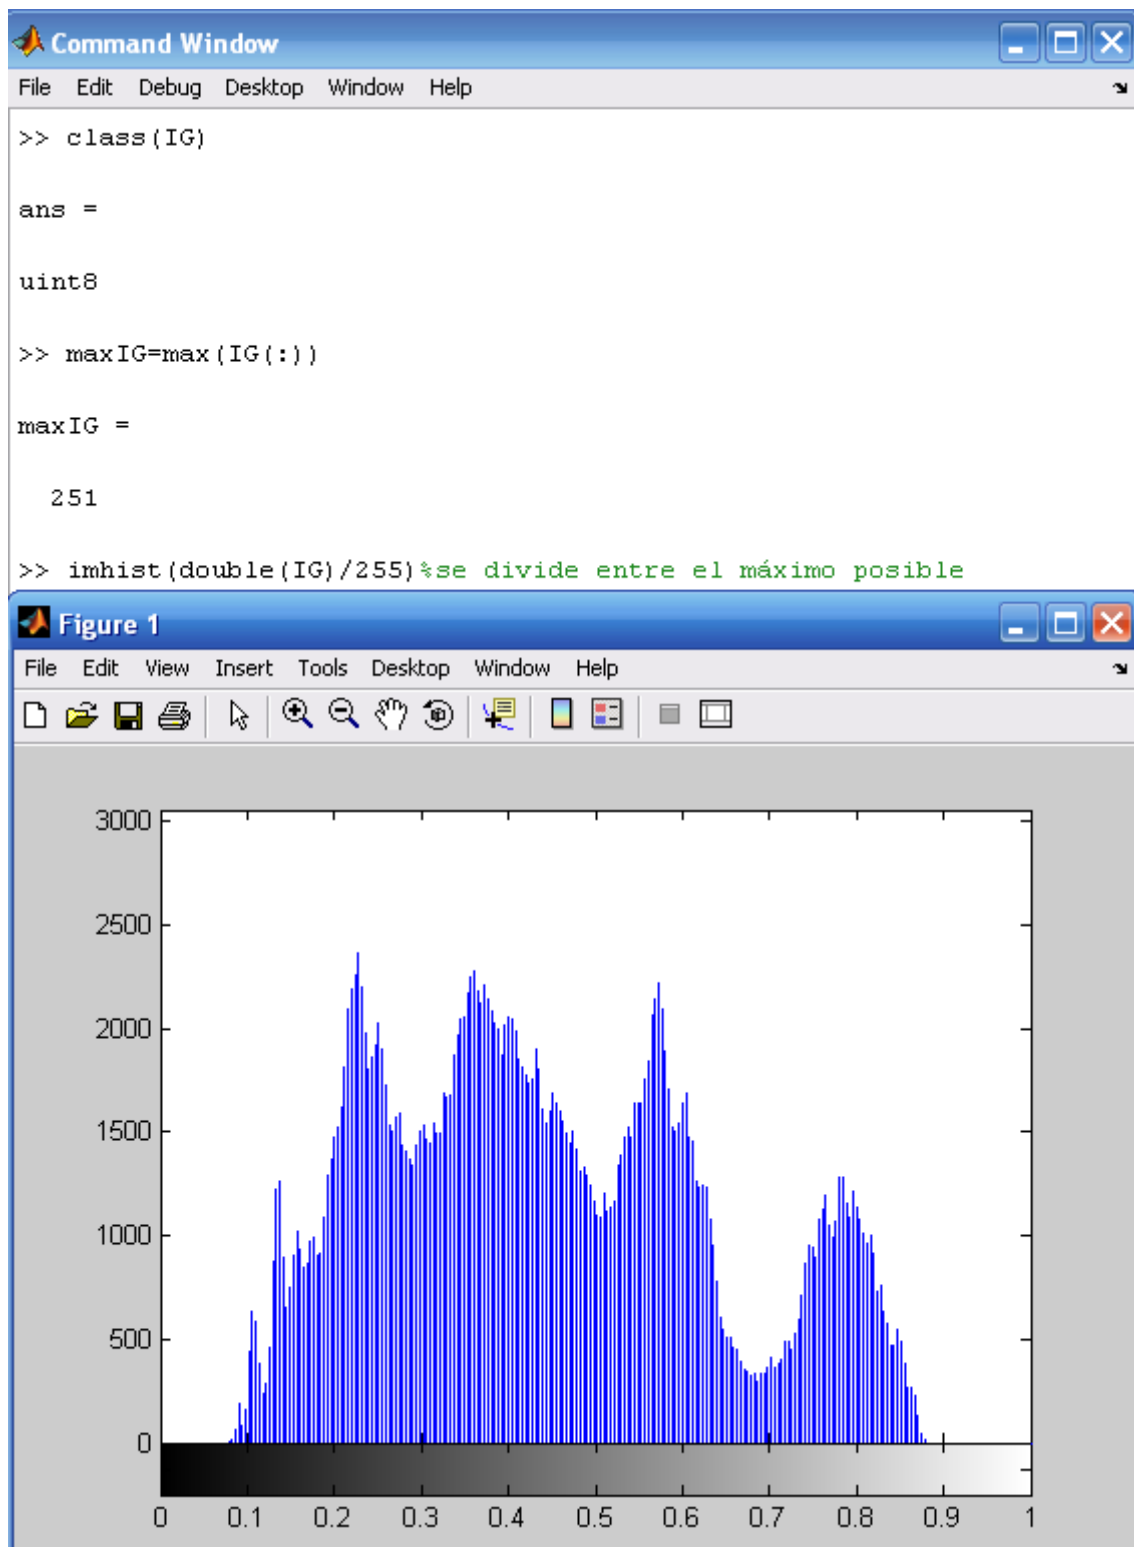 Command Window
File Edit Debug Desktop Window Help
>> class(IG)
ans =
uint8
>> maxIG=max(IG(:))
maxIG =
251
>> imhist(double(IG)/255)%se divide entre el máximo posible
Figure 1
File Edit View Insert Tools Desktop Window Help
3000
2500
2000
1500
1000
500
0
0 0.1 0.2 0.3 0.4 0.5 0.6 0.7 0.8 0.9 1